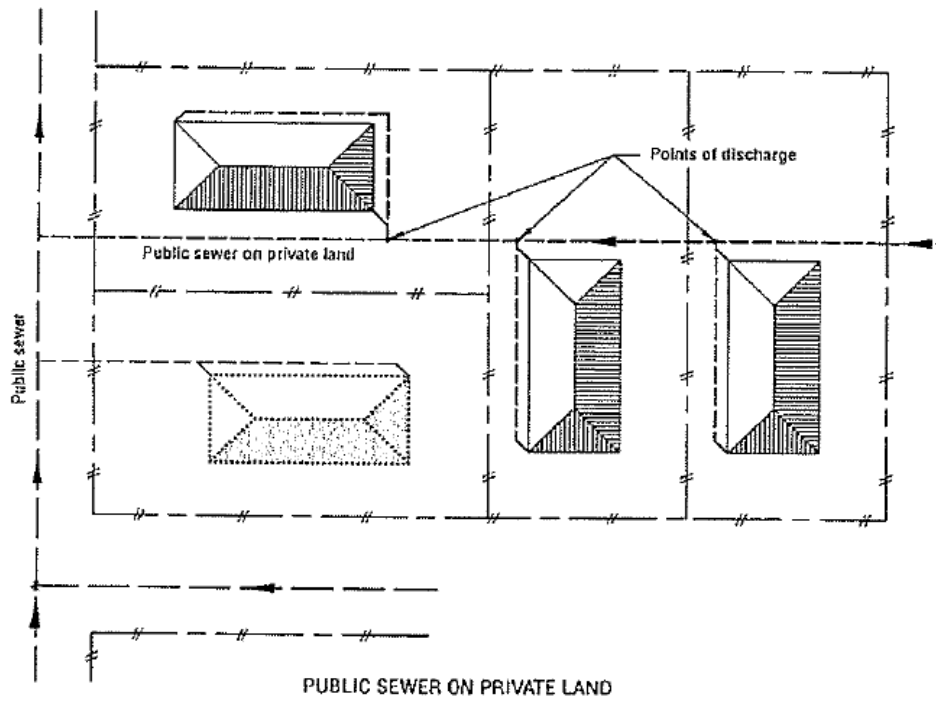 Points of discharge
Public sewer on private land
Public sewer
PUBLIC SEWER ON PRIVATE LAND